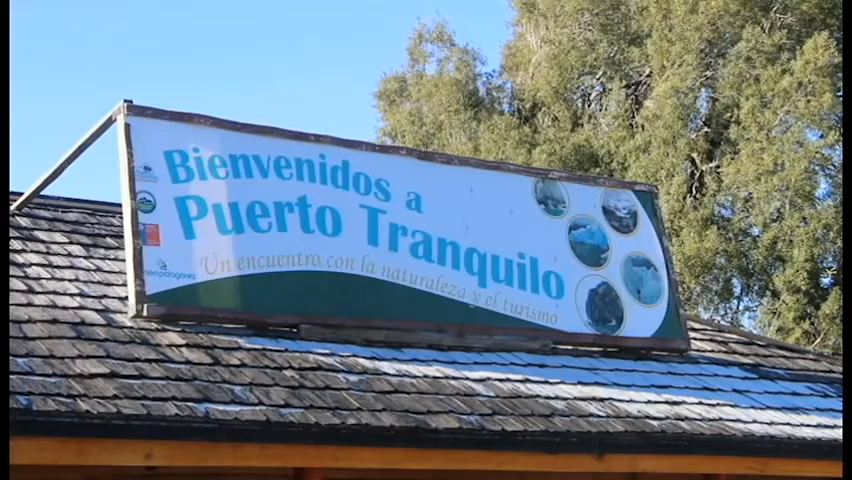 Bienvenidos a
Puerto Tranquilo
Un encuentro con la naturaleza y el turismo